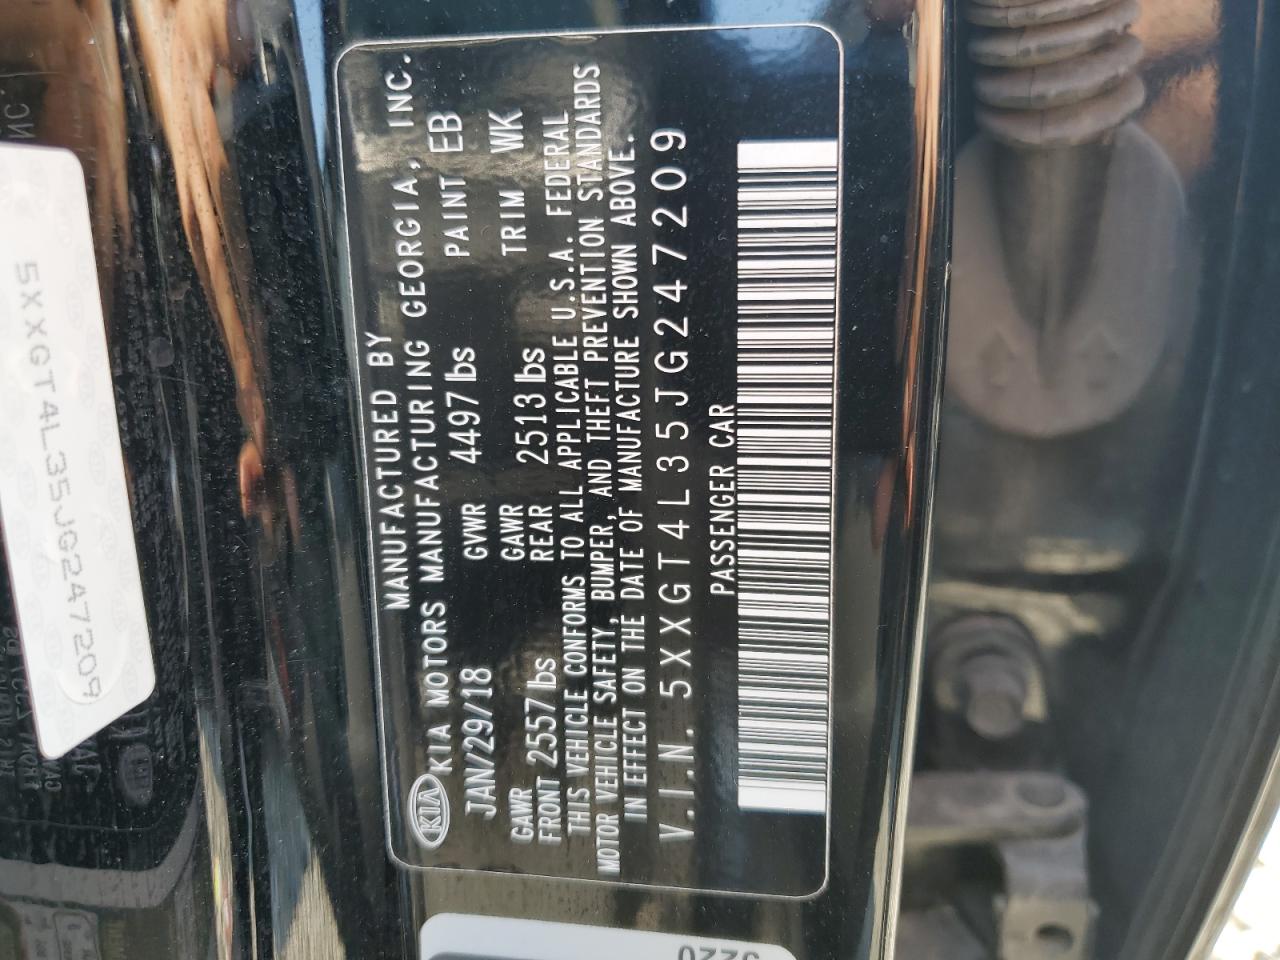 KIA
MANUFACTURED BY
KIA MOTORS MANUFACTURING GEORGIA, INC.
JAN/29/18 GVWR 4497 lbs PAINT EB
GAWR FRONT 2557 lbs GAWR REAR 2513 lbs TRIM WK
THIS VEHICLE CONFORMS TO ALL APPLICABLE U.S.A. FEDERAL
MOTOR VEHICLE SAFETY, BUMPER, AND THEFT PREVENTION STANDARDS
IN EFFECT ON THE DATE OF MANUFACTURE SHOWN ABOVE.
V.I.N. 5XXGT4L35JG247209
PASSENGER CAR
5XXGT4L35JG247209
5220